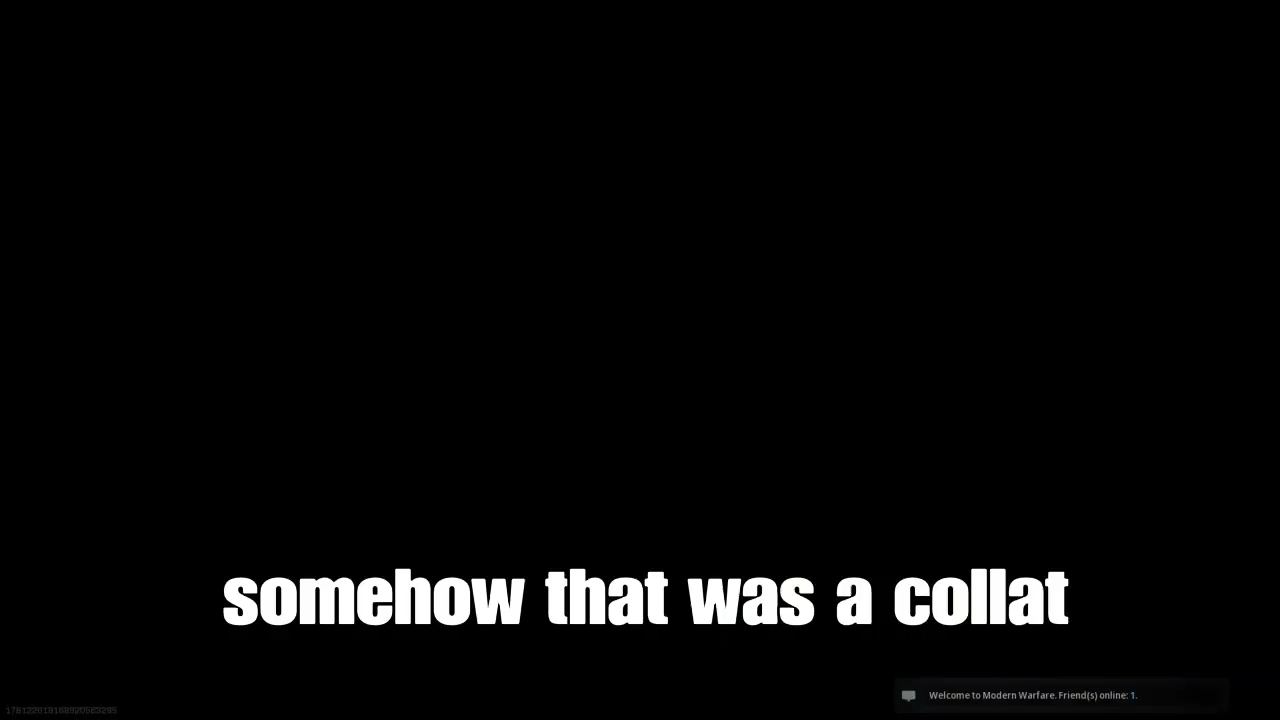 somehow that was a collat
Welcome to Modern Warfare. Friend(s) online: 1.